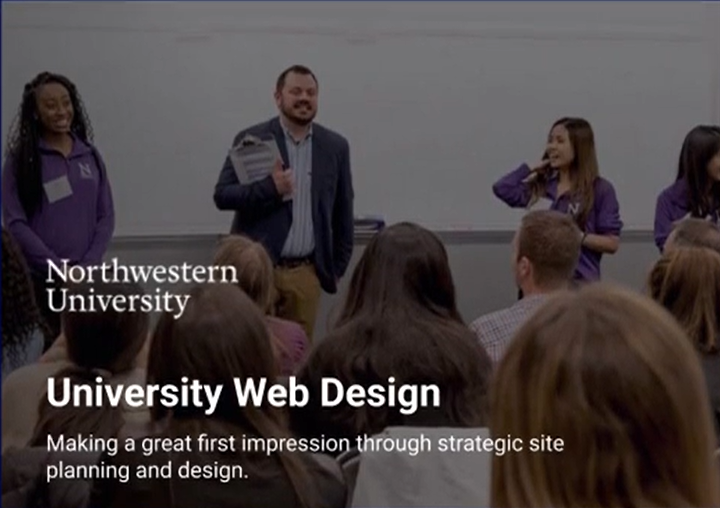 Northwestern
University
University Web Design
Making a great first impression through strategic site
planning and design.